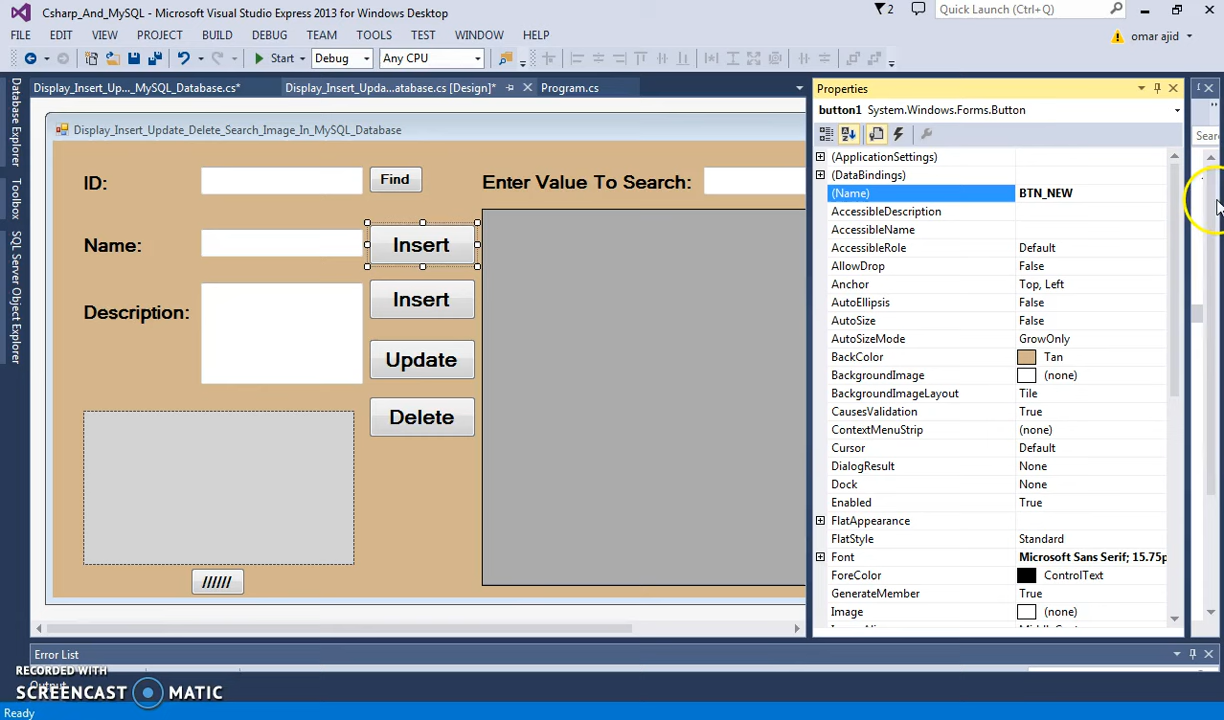 Csharp_And_MySQL - Microsoft Visual Studio Express 2013 for Windows Desktop
2
Quick Launch (Ctrl+Q)
FILE EDIT VIEW PROJECT BUILD DEBUG TEAM TOOLS TEST WINDOW HELP
omar ajid
Start
Debug
Any CPU
Display_Insert_Up..._MySQL_Database.cs*
Display_Insert_Upda...atabase.cs [Design]*
Program.cs
Database Explorer
Toolbox
SQL Server Object Explorer
Display_Insert_Update_Delete_Search_Image_In_MySQL_Database
ID:
Find
Enter Value To Search:
Name:
Insert
Insert
Description:
Update
Delete
//////
Properties
button1 System.Windows.Forms.Button
(ApplicationSettings)
(DataBindings)
(Name) BTN_NEW
AccessibleDescription
AccessibleName
AccessibleRole Default
AllowDrop False
Anchor Top, Left
AutoEllipsis False
AutoSize False
AutoSizeMode GrowOnly
BackColor Tan
BackgroundImage (none)
BackgroundImageLayout Tile
CausesValidation True
ContextMenuStrip (none)
Cursor Default
DialogResult None
Dock None
Enabled True
FlatAppearance
FlatStyle Standard
Font Microsoft Sans Serif; 15.75p
ForeColor ControlText
GenerateMember True
Image (none)
Sear
Error List
Output
RECORDED WITH
SCREENCAST MATIC
Ready